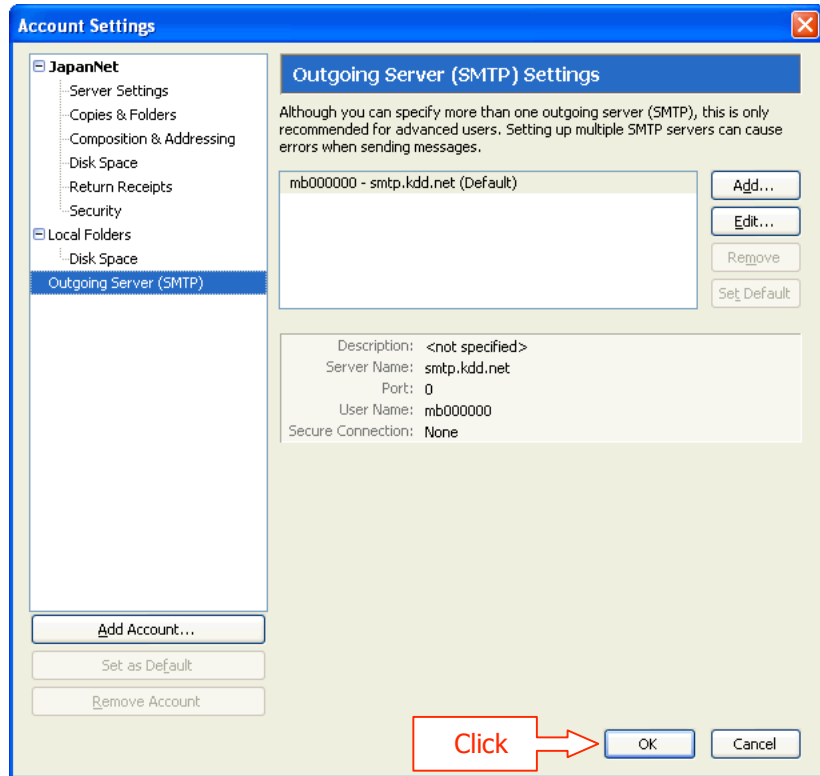 Account Settings
JapanNet
Server Settings
Copies & Folders
Composition & Addressing
Disk Space
Return Receipts
Security
Local Folders
Disk Space
Outgoing Server (SMTP)
Add Account...
Set as Default
Remove Account
Outgoing Server (SMTP) Settings
Although you can specify more than one outgoing server (SMTP), this is only
recommended for advanced users. Setting up multiple SMTP servers can cause
errors when sending messages.
mb000000 - smtp.kdd.net (Default)
Add...
Edit...
Remove
Set Default
Description: <not specified>
Server Name: smtp.kdd.net
Port: 0
User Name: mb000000
Secure Connection: None
Click
OK
Cancel